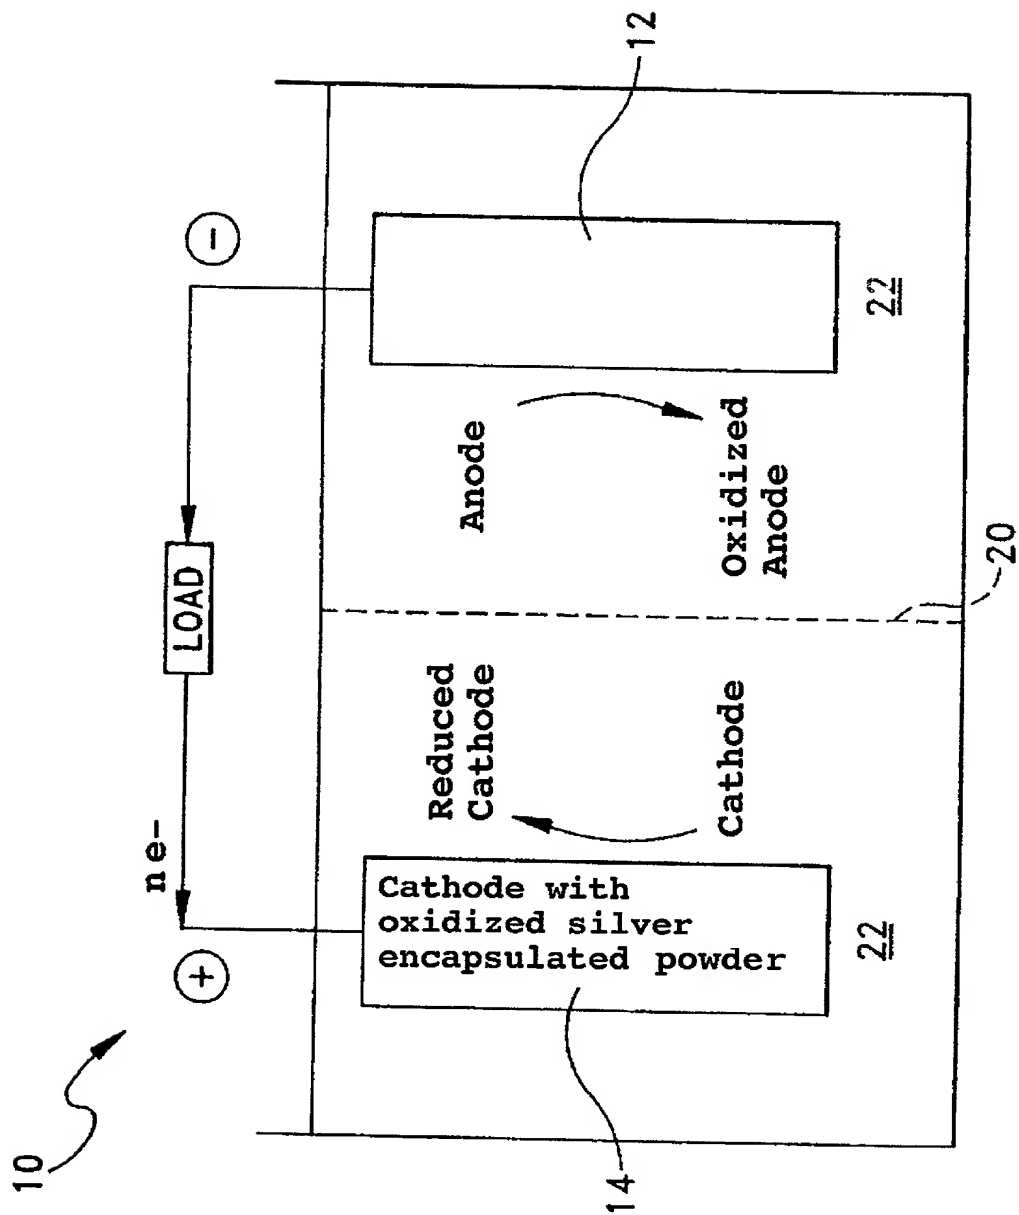 10
ne-
LOAD
+
-
Cathode with
oxidized silver
encapsulated powder
Reduced
Cathode
Cathode
Anode
Oxidized
Anode
22
22
14
20
12